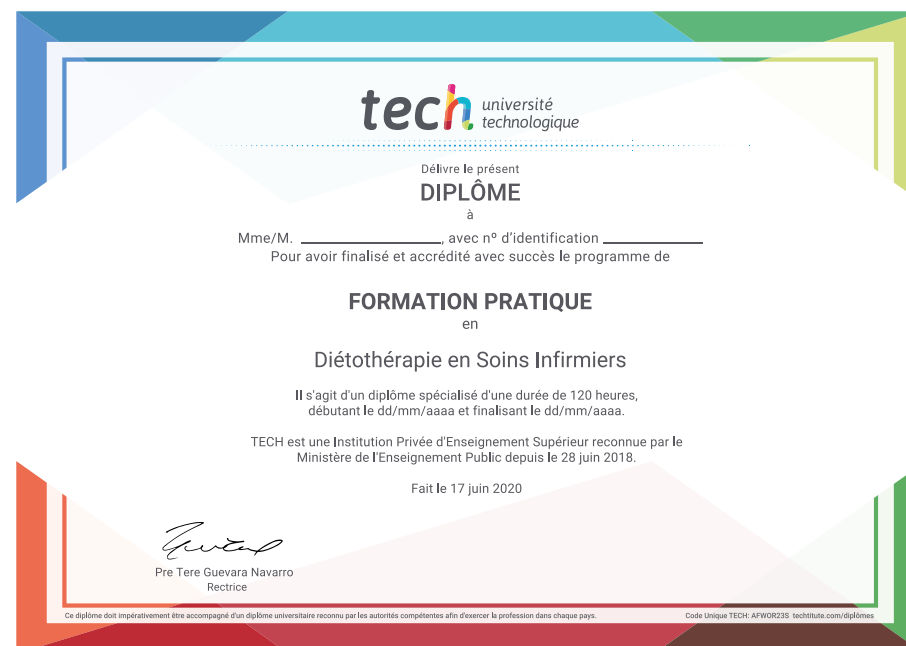 tech université
technologique
Délivre le présent
DIPLÔME
à
Mme/M. ____________________, avec nº d'identification ______________
Pour avoir finalisé et accrédité avec succès le programme de
FORMATION PRATIQUE
en
Diétothérapie en Soins Infirmiers
Il s'agit d'un diplôme spécialisé d'une durée de 120 heures,
débutant le dd/mm/aaaa et finalisant le dd/mm/aaaa.
TECH est une Institution Privée d'Enseignement Supérieur reconnue par le
Ministère de l'Enseignement Public depuis le 28 juin 2018.
Fait le 17 juin 2020
Pre Tere Guevara Navarro
Rectrice
Ce diplôme doit impérativement être accompagné d'un diplôme universitaire reconnu par les autorités compétentes afin d'exercer la profession dans chaque pays.
Code Unique TECH: AFWOR23S techtitute.com/diplômes